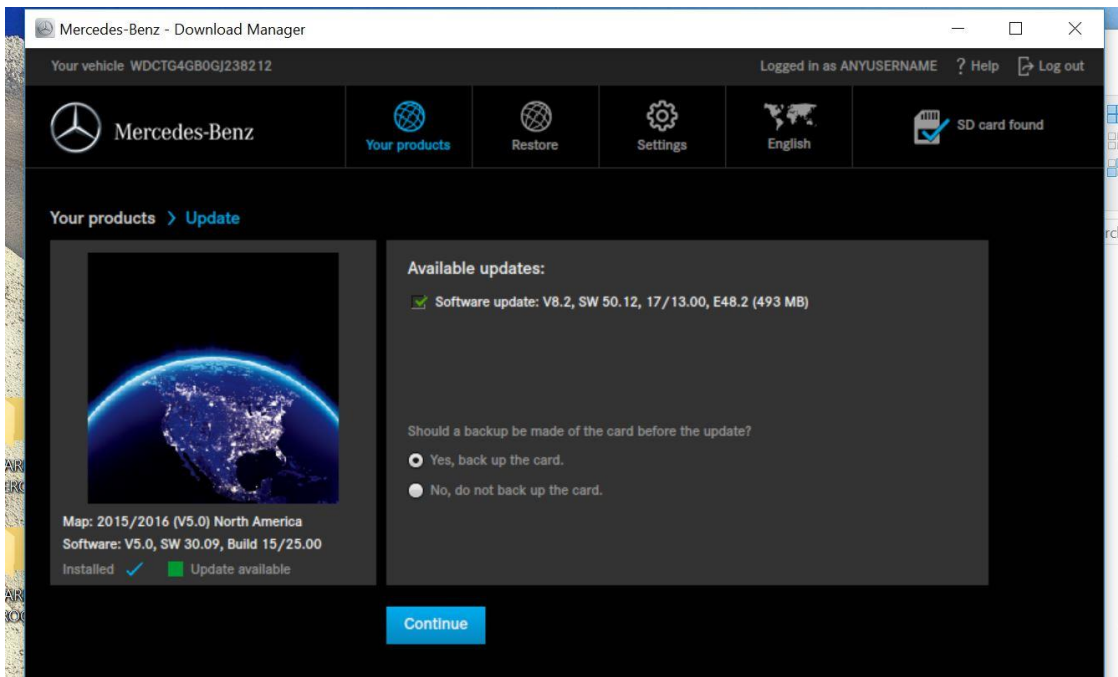 Mercedes-Benz - Download Manager
Your vehicle WDCTG4GB0GJ238212
Logged in as ANYUSERNAME ? Help Log out
Mercedes-Benz
Your products
Restore
Settings
English
SD card found
Your products > Update
Available updates:
Software update: V8.2, SW 50.12, 17/13.00, E48.2 (493 MB)
Should a backup be made of the card before the update?
Yes, back up the card.
No, do not back up the card.
Map: 2015/2016 (V5.0) North America
Software: V5.0, SW 30.09, Build 15/25.00
Installed Update available
Continue